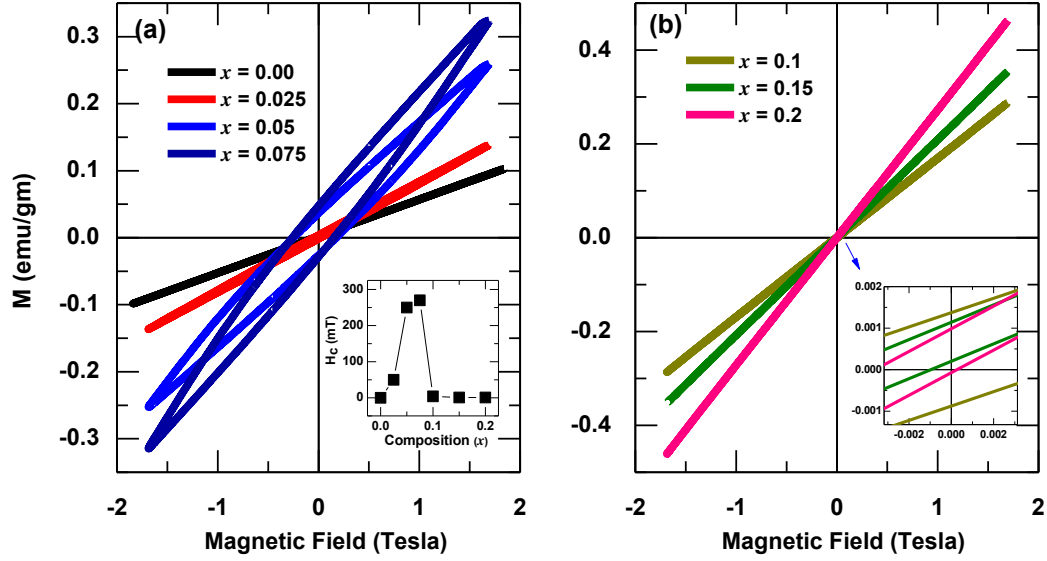 (a)
x = 0.00
x = 0.025
x = 0.05
x = 0.075
M (emu/gm)
0.3
0.2
0.1
0.0
-0.1
-0.2
-0.3
-2
-1
0
1
2
Magnetic Field (Tesla)
H_C (mT)
300
200
100
0
0.0
0.1
0.2
Composition (x)
(b)
x = 0.1
x = 0.15
x = 0.2
0.4
0.2
0.0
-0.2
-0.4
-2
-1
0
1
2
Magnetic Field (Tesla)
0.002
0.001
0.000
-0.001
-0.002
0.000
0.002